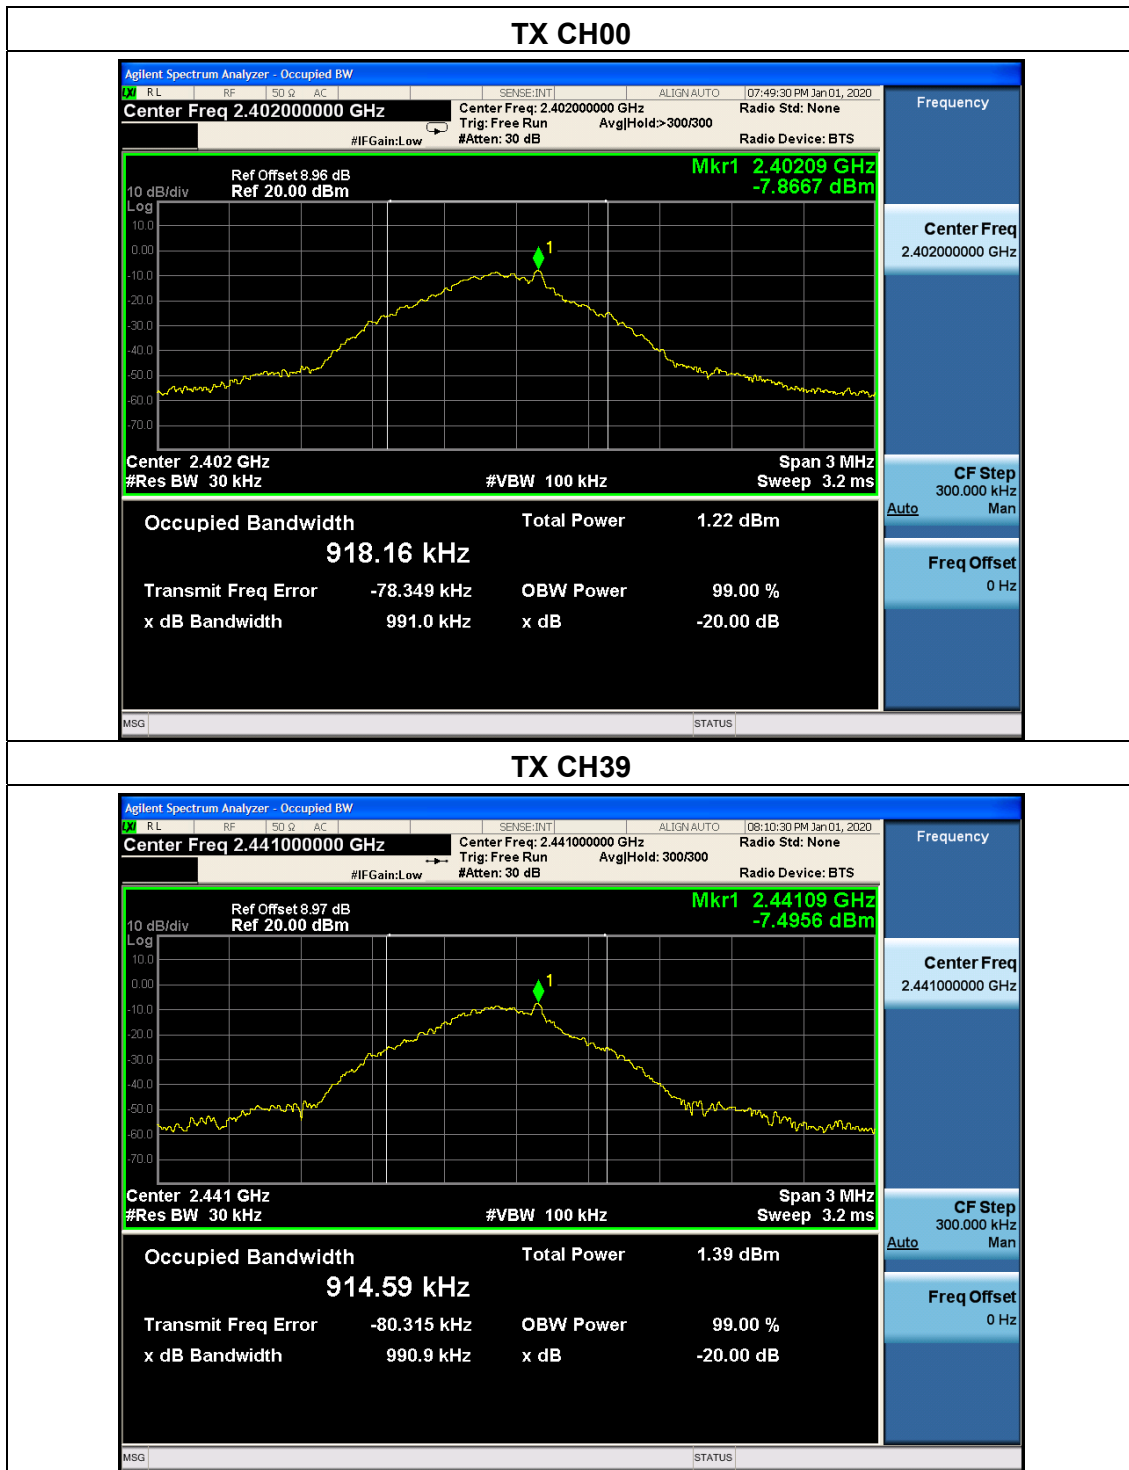 TX CH00
Agilent Spectrum Analyzer - Occupied BW
LXI RL RF 50 Ω AC SENSE:INT ALIGN AUTO 07:49:30 PM Jan 01, 2020
Center Freq 2.402000000 GHz Center Freq: 2.402000000 GHz Radio Std: None Frequency
Trig: Free Run Avg|Hold:>300/300
#IFGain:Low #Atten: 30 dB Radio Device: BTS
Mkr1 2.40209 GHz
Ref Offset 8.96 dB
10 dB/div Ref 20.00 dBm -7.8667 dBm
Log
10.0
0.00
-10.0
-20.0
-30.0
-40.0
-50.0
-60.0
-70.0
1
Center Freq
2.402000000 GHz
Center 2.402 GHz Span 3 MHz
#Res BW 30 kHz #VBW 100 kHz Sweep 3.2 ms
CF Step
300.000 kHz
Auto Man
Occupied Bandwidth Total Power 1.22 dBm
918.16 kHz
Freq Offset
0 Hz
Transmit Freq Error -78.349 kHz OBW Power 99.00 %
x dB Bandwidth 991.0 kHz x dB -20.00 dB
MSG STATUS
TX CH39
Agilent Spectrum Analyzer - Occupied BW
LXI RL RF 50 Ω AC SENSE:INT ALIGN AUTO 08:10:30 PM Jan 01, 2020
Center Freq 2.441000000 GHz Center Freq: 2.441000000 GHz Radio Std: None Frequency
Trig: Free Run Avg|Hold: 300/300
#IFGain:Low #Atten: 30 dB Radio Device: BTS
Mkr1 2.44109 GHz
Ref Offset 8.97 dB
10 dB/div Ref 20.00 dBm -7.4956 dBm
Log
10.0
0.00
-10.0
-20.0
-30.0
-40.0
-50.0
-60.0
-70.0
1
Center Freq
2.441000000 GHz
Center 2.441 GHz Span 3 MHz
#Res BW 30 kHz #VBW 100 kHz Sweep 3.2 ms
CF Step
300.000 kHz
Auto Man
Occupied Bandwidth Total Power 1.39 dBm
914.59 kHz
Freq Offset
0 Hz
Transmit Freq Error -80.315 kHz OBW Power 99.00 %
x dB Bandwidth 990.9 kHz x dB -20.00 dB
MSG STATUS